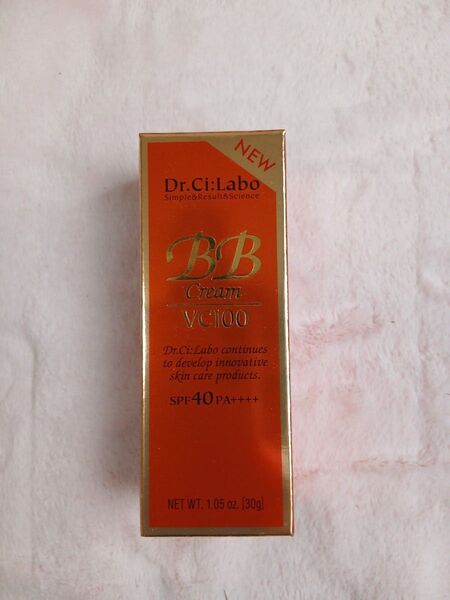 NEW
Dr.Ci:Labo
Simple&Result&Science
BB
Cream
VC100
Dr.Ci:Labo continues
to develop innovative
skin care products.
SPF40 PA++++
NET WT. 1.05 oz. [30g]